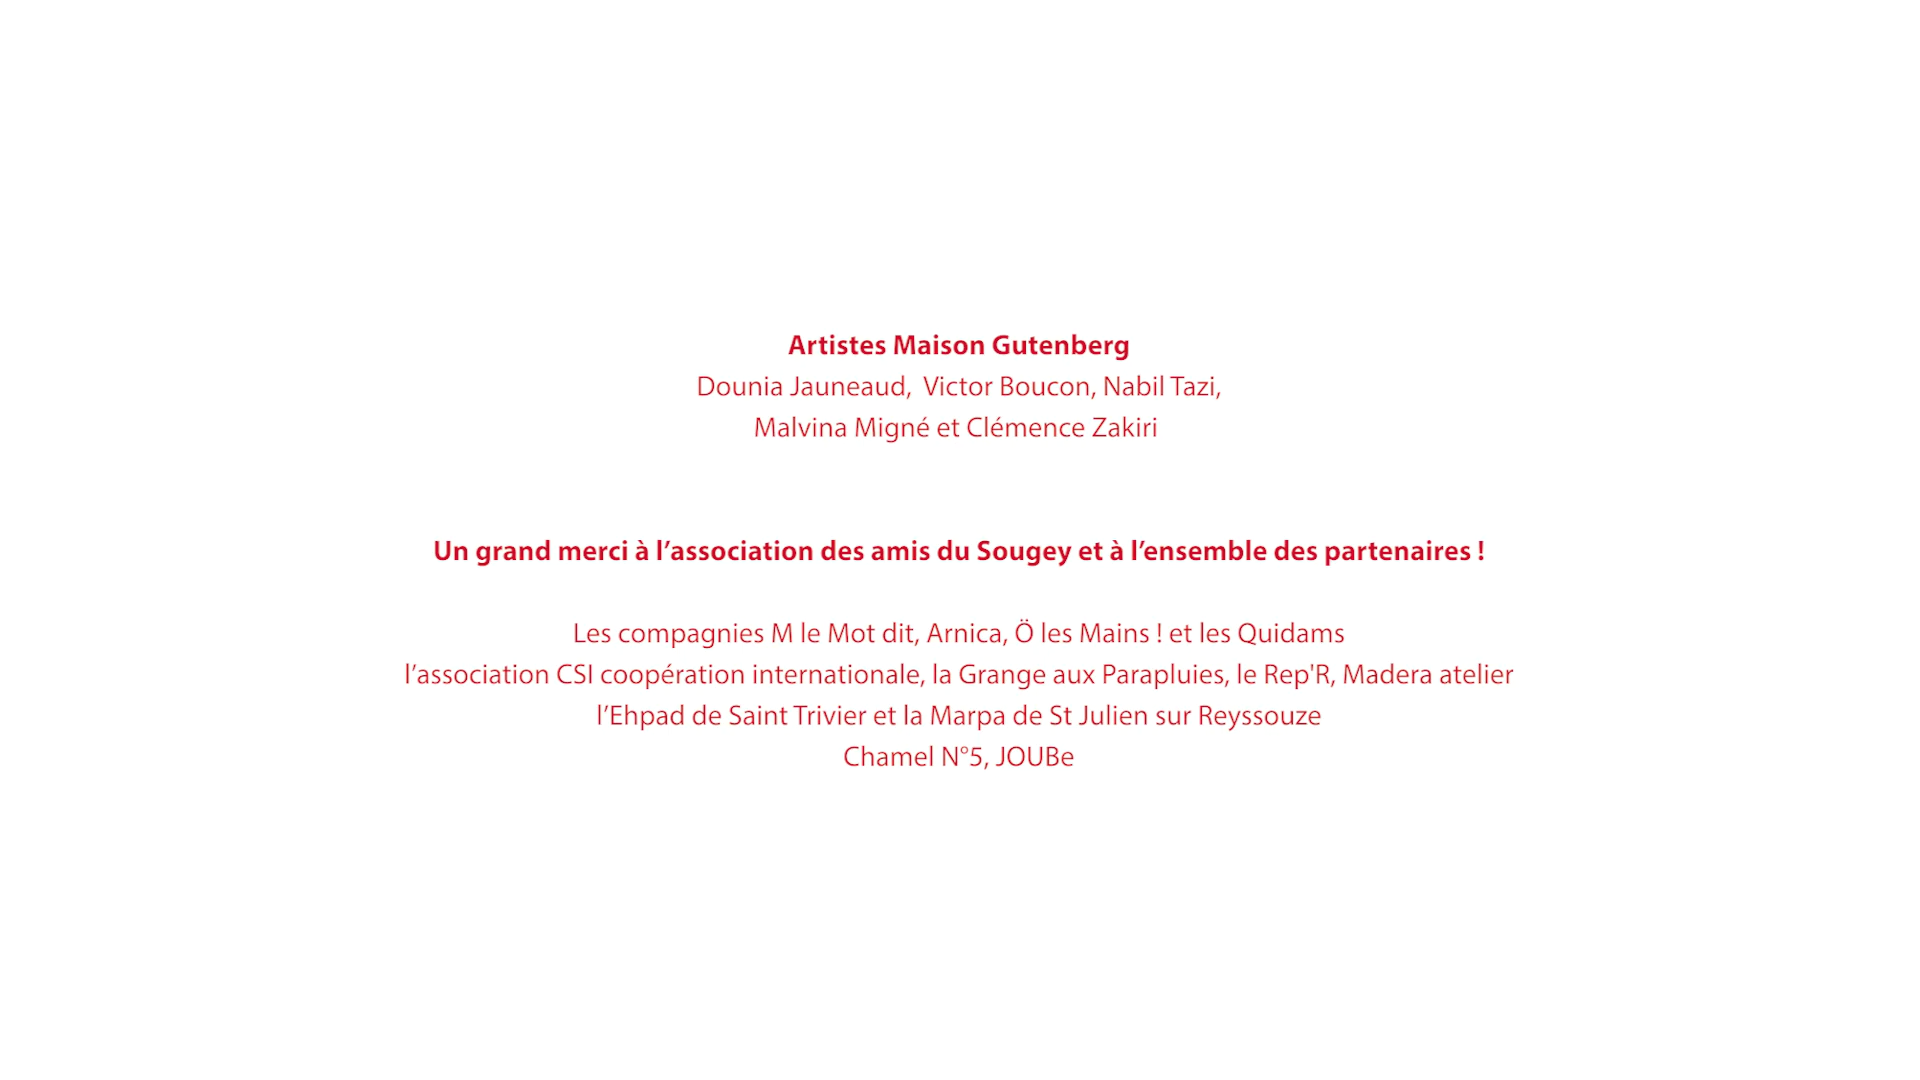 Artistes Maison Gutenberg
Dounia Jauneaud,  Victor Boucon, Nabil Tazi,
Malvina Migné et Clémence Zakiri
Un grand merci à l’association des amis du Sougey et à l’ensemble des partenaires !
Les compagnies M le Mot dit, Arnica, Ö les Mains ! et les Quidams
l’association CSI coopération internationale, la Grange aux Parapluies, le Rep'R, Madera atelier
l’Ehpad de Saint Trivier et la Marpa de St Julien sur Reyssouze
Chamel N°5, JOUBe